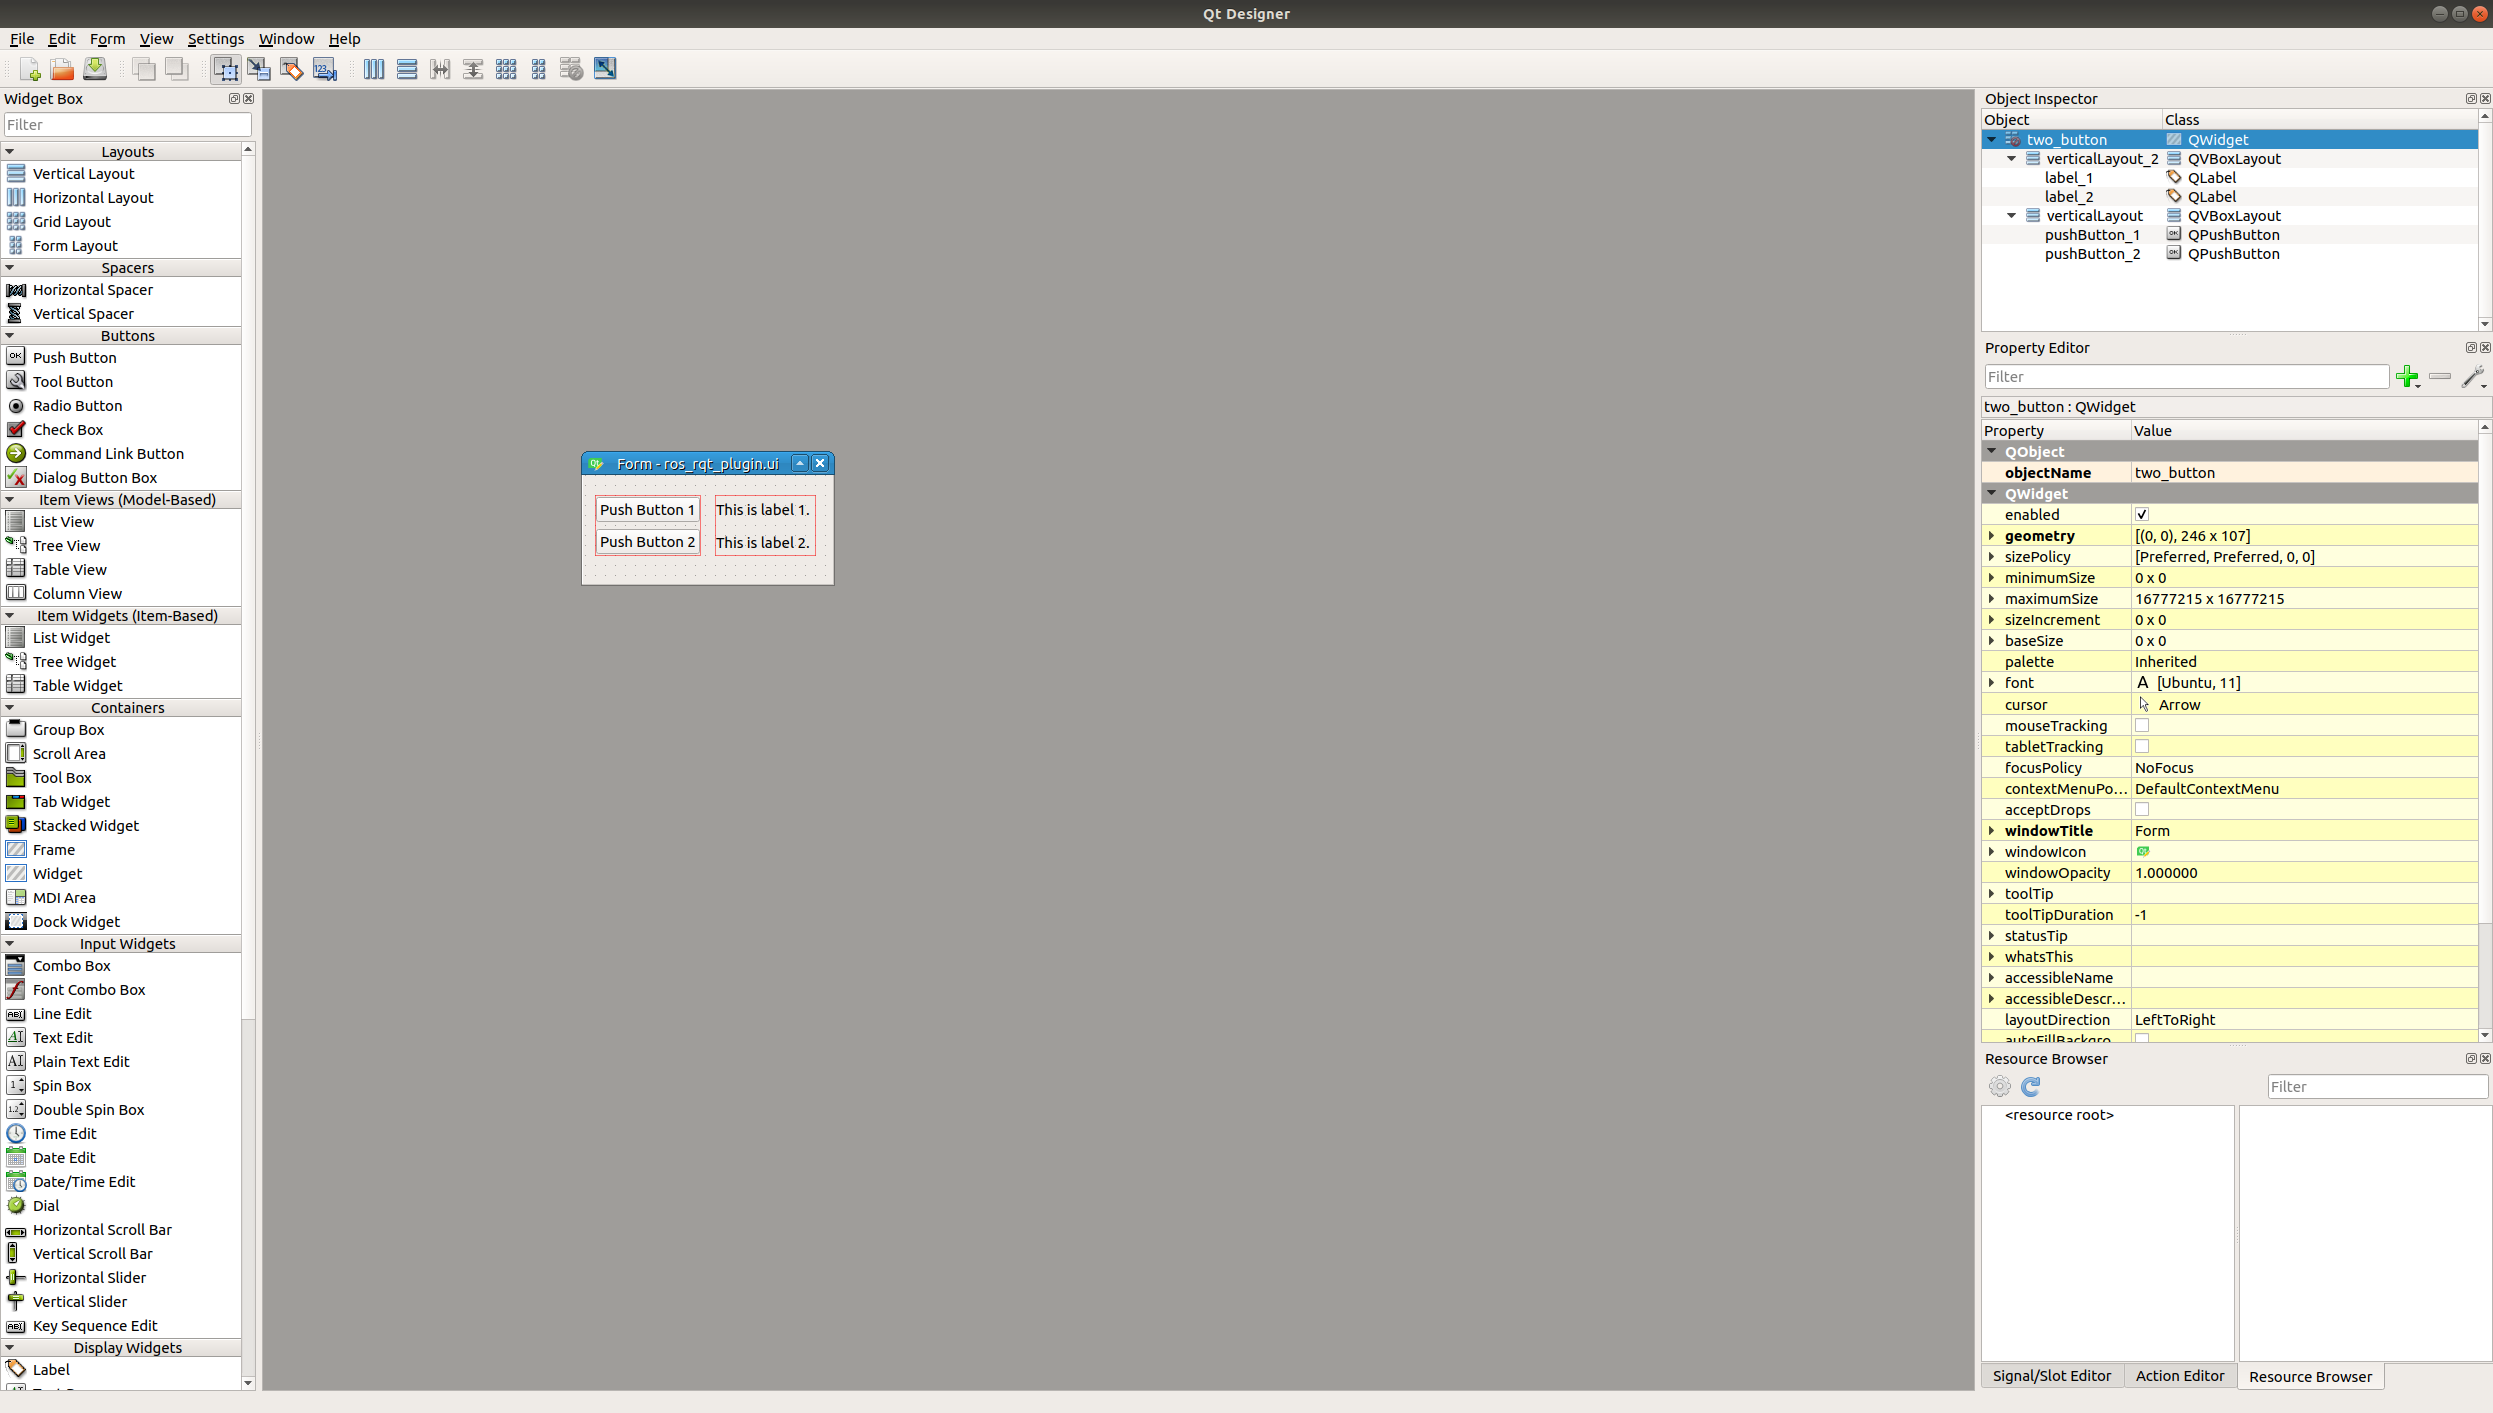 Qt Designer
File Edit Form View Settings Window Help
Widget Box
Filter
Layouts
Vertical Layout
Horizontal Layout
Grid Layout
Form Layout
Spacers
Horizontal Spacer
Vertical Spacer
Buttons
Push Button
Tool Button
Radio Button
Check Box
Command Link Button
Dialog Button Box
Item Views (Model-Based)
List View
Tree View
Table View
Column View
Item Widgets (Item-Based)
List Widget
Tree Widget
Table Widget
Containers
Group Box
Scroll Area
Tool Box
Tab Widget
Stacked Widget
Frame
Widget
MDI Area
Dock Widget
Input Widgets
Combo Box
Font Combo Box
Line Edit
Text Edit
Plain Text Edit
Spin Box
Double Spin Box
Time Edit
Date Edit
Date/Time Edit
Dial
Horizontal Scroll Bar
Vertical Scroll Bar
Horizontal Slider
Vertical Slider
Key Sequence Edit
Display Widgets
Label
Form - ros_rqt_plugin.ui
Push Button 1 This is label 1.
Push Button 2 This is label 2.
Object Inspector
Object Class
two_button QWidget
verticalLayout_2 QVBoxLayout
label_1 QLabel
label_2 QLabel
verticalLayout QVBoxLayout
pushButton_1 QPushButton
pushButton_2 QPushButton
Property Editor
Filter
two_button : QWidget
Property Value
QObject
objectName two_button
QWidget
enabled
geometry [(0, 0), 246 x 107]
sizePolicy [Preferred, Preferred, 0, 0]
minimumSize 0 x 0
maximumSize 16777215 x 16777215
sizeIncrement 0 x 0
baseSize 0 x 0
palette Inherited
font A [Ubuntu, 11]
cursor Arrow
mouseTracking
tabletTracking
focusPolicy NoFocus
contextMenuPo... DefaultContextMenu
acceptDrops
windowTitle Form
windowIcon
windowOpacity 1.000000
toolTip
toolTipDuration -1
statusTip
whatsThis
accessibleName
accessibleDescr...
layoutDirection LeftToRight
autoFillBackgro
Resource Browser
Filter
<resource root>
Signal/Slot Editor Action Editor Resource Browser